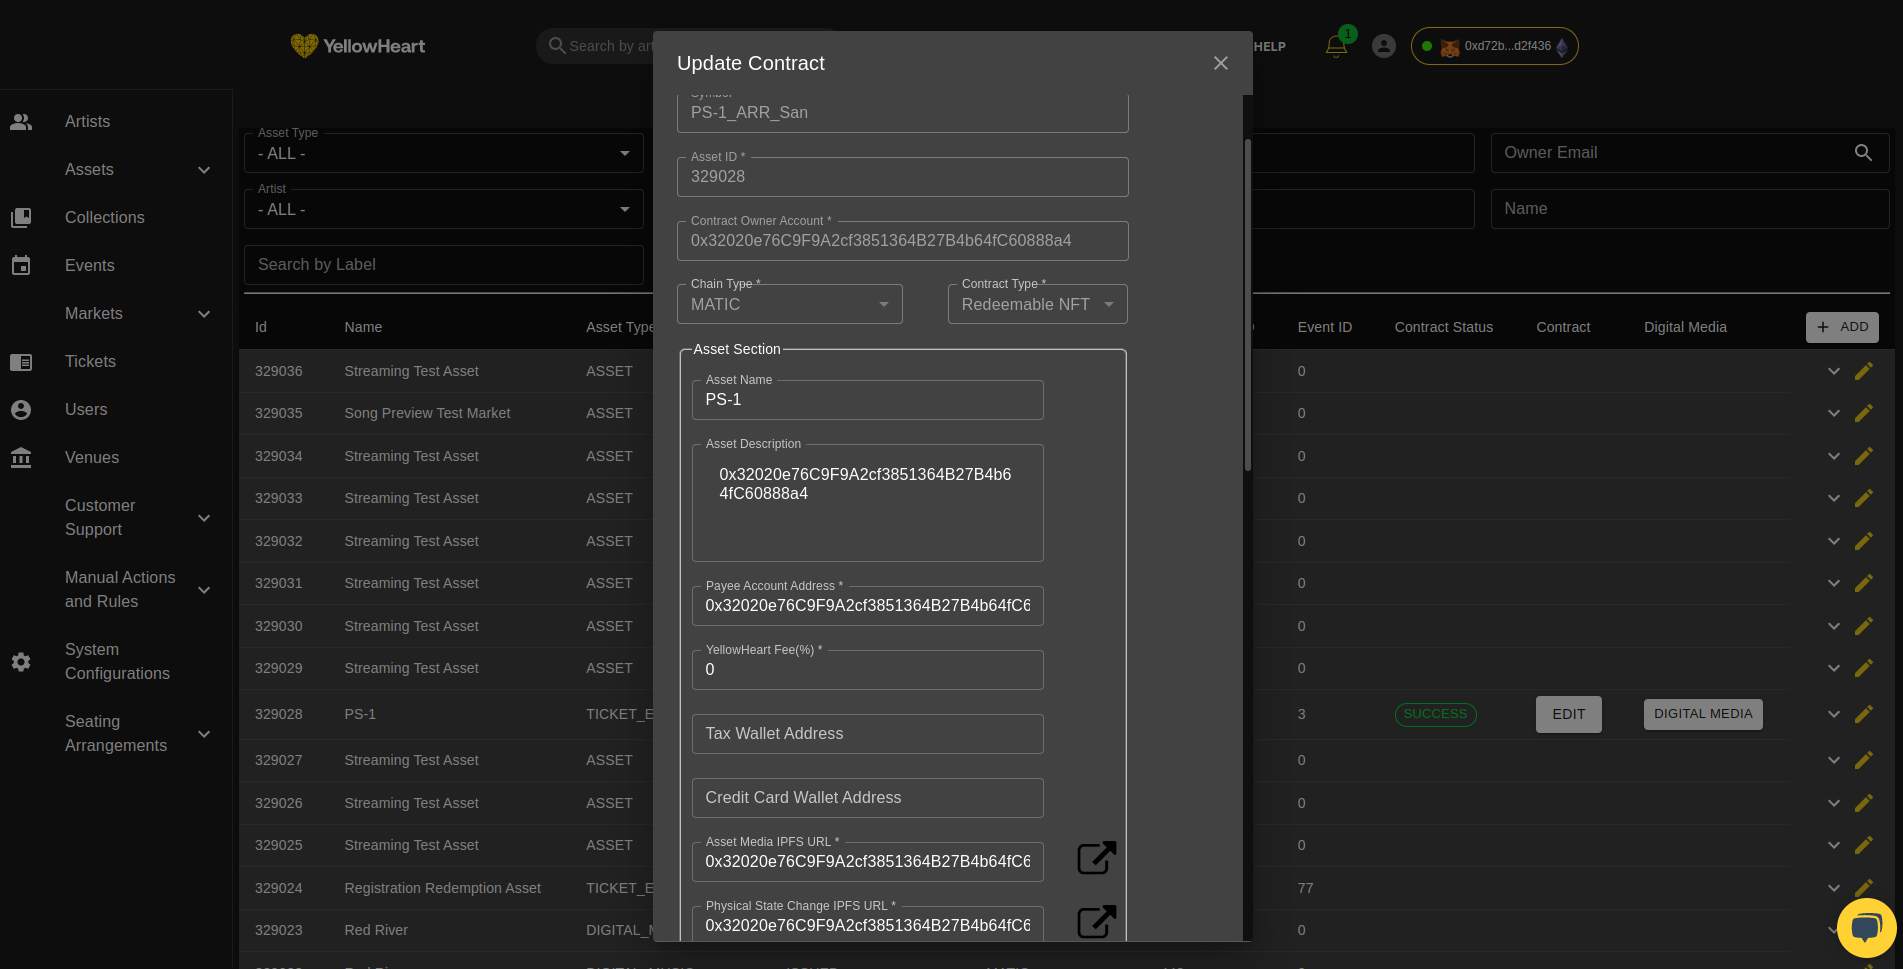 YellowHeart
Search by art
HELP
1
0xd72b...d2f436
Update Contract
Artists
Assets
Collections
Events
Markets
Tickets
Users
Venues
Customer
Support
Manual Actions
and Rules
System
Configurations
Seating
Arrangements
Asset Type
- ALL -
Artist
- ALL -
Search by Label
Owner Email
Name
Symbol
PS-1_ARR_San
Asset ID *
329028
Contract Owner Account *
0x32020e76C9F9A2cf3851364B27B4b64fC60888a4
Chain Type *
MATIC
Contract Type *
Redeemable NFT
Asset Section
Asset Name
PS-1
Asset Description
0x32020e76C9F9A2cf3851364B27B4b6
4fC60888a4
Payee Account Address *
0x32020e76C9F9A2cf3851364B27B4b64fC6
YellowHeart Fee(%) *
0
Tax Wallet Address
Credit Card Wallet Address
Asset Media IPFS URL *
0x32020e76C9F9A2cf3851364B27B4b64fC6
Physical State Change IPFS URL *
0x32020e76C9F9A2cf3851364B27B4b64fC6
Id Name Asset Type Event ID Contract Status Contract Digital Media ADD
329036 Streaming Test Asset ASSET 0
329035 Song Preview Test Market ASSET 0
329034 Streaming Test Asset ASSET 0
329033 Streaming Test Asset ASSET 0
329032 Streaming Test Asset ASSET 0
329031 Streaming Test Asset ASSET 0
329030 Streaming Test Asset ASSET 0
329029 Streaming Test Asset ASSET 0
329028 PS-1 TICKET_E 3 SUCCESS EDIT DIGITAL MEDIA
329027 Streaming Test Asset ASSET 0
329026 Streaming Test Asset ASSET 0
329025 Streaming Test Asset ASSET 0
329024 Registration Redemption Asset TICKET_E 77
329023 Red River DIGITAL_M 0